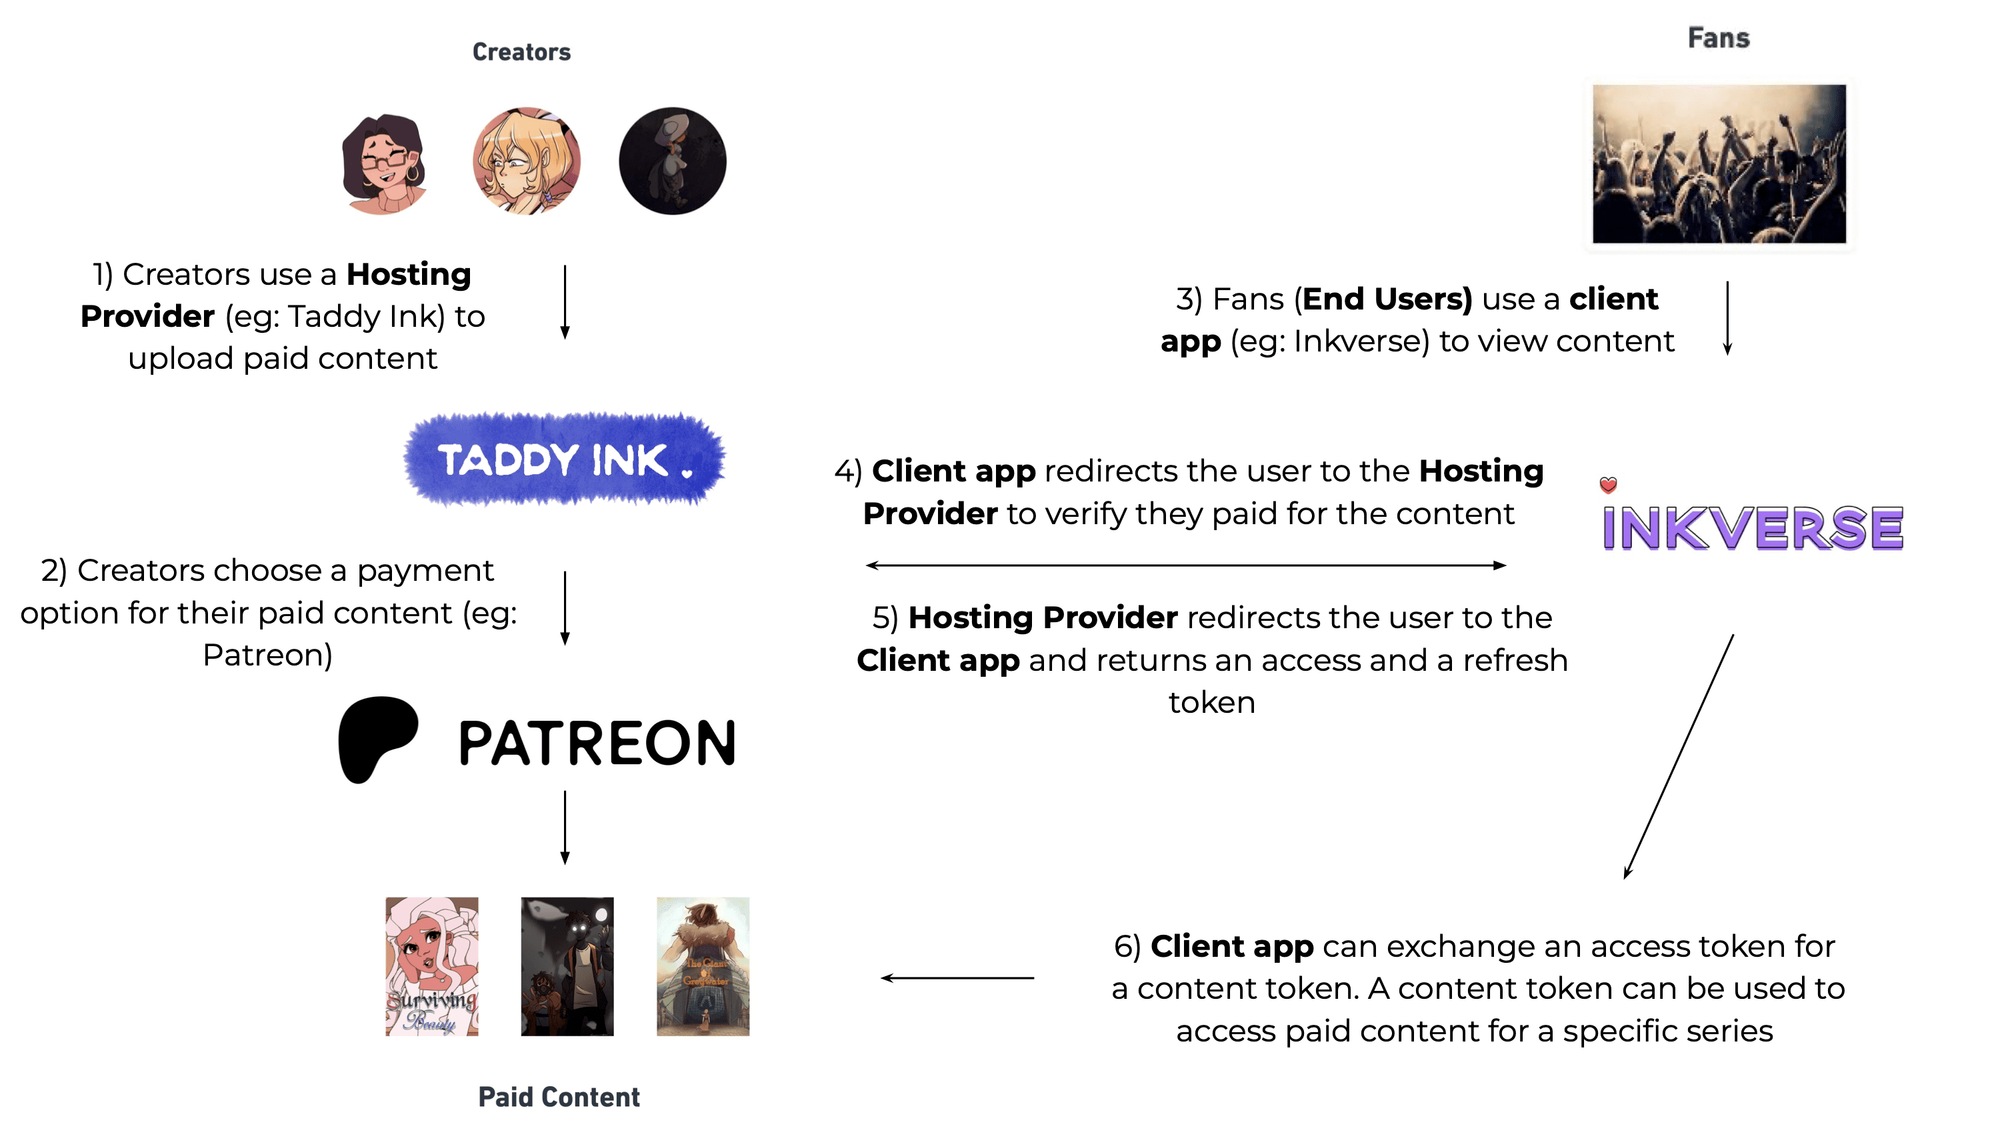 Creators
Fans
1) Creators use a Hosting
Provider (eg: Taddy Ink) to
upload paid content
3) Fans (End Users) use a client
app (eg: Inkverse) to view content
TADDY INK.
4) Client app redirects the user to the Hosting
Provider to verify they paid for the content
INKVERSE
2) Creators choose a payment
option for their paid content (eg:
Patreon)
5) Hosting Provider redirects the user to the
Client app and returns an access and a refresh
token
PATREON
Surviving
Beauty
The Giant
of
Greywater
6) Client app can exchange an access token for
a content token. A content token can be used to
access paid content for a specific series
Paid Content